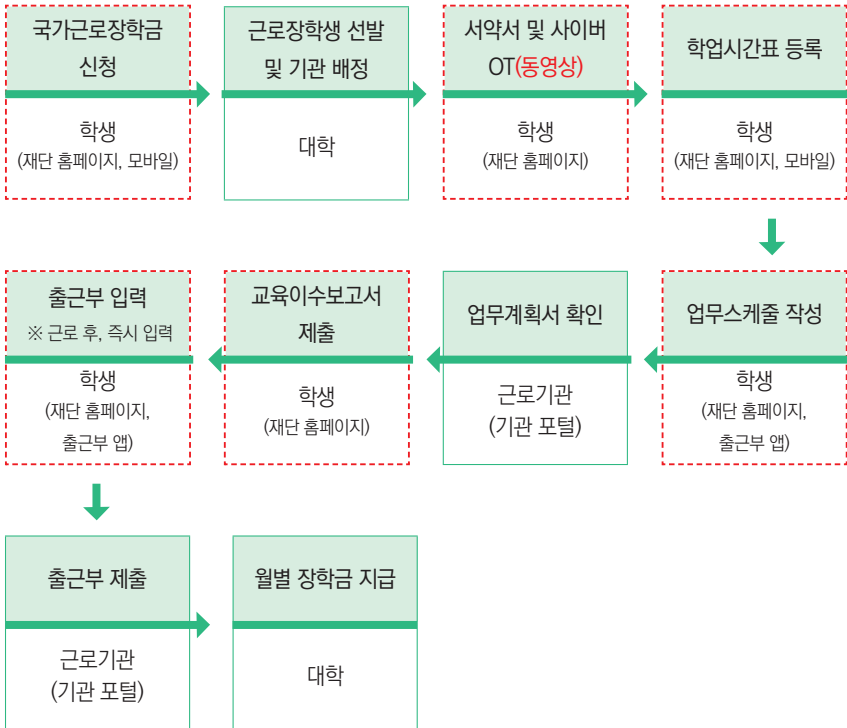 국가근로장학금
신청
학생
(재단 홈페이지, 모바일)
근로장학생 선발
및 기관 배정
대학
서약서 및 사이버
OT(동영상)
학생
(재단 홈페이지)
학업시간표 등록
학생
(재단 홈페이지, 모바일)
업무스케줄 작성
학생
(재단 홈페이지,
출근부 앱)
업무계획서 확인
근로기관
(기관 포털)
교육이수보고서
제출
학생
(재단 홈페이지)
출근부 입력
※ 근로 후, 즉시 입력
학생
(재단 홈페이지,
출근부 앱)
출근부 제출
근로기관
(기관 포털)
월별 장학금 지급
대학